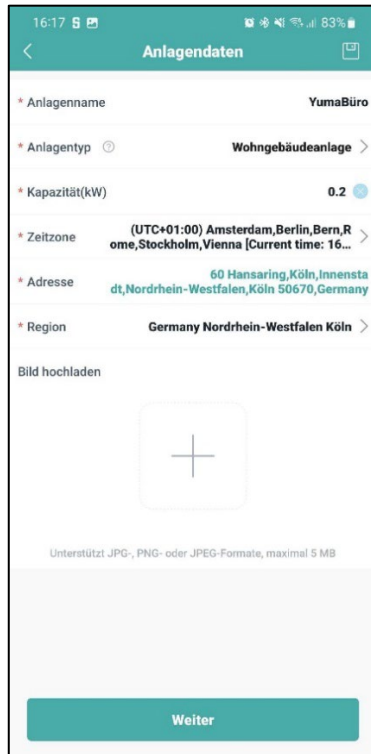 16:17 83%
Anlagendaten
* Anlagenname YumaBüro
* Anlagentyp Wohngebäudeanlage
* Kapazität(kW) 0.2
* Zeitzone (UTC+01:00) Amsterdam,Berlin,Bern,R
ome,Stockholm,Vienna [Current time: 16...
* Adresse 60 Hansaring,Köln,Innensta
dt,Nordrhein-Westfalen,Köln 50670,Germany
* Region Germany Nordrhein-Westfalen Köln
Bild hochladen
Unterstützt JPG-, PNG- oder JPEG-Formate, maximal 5 MB
Weiter